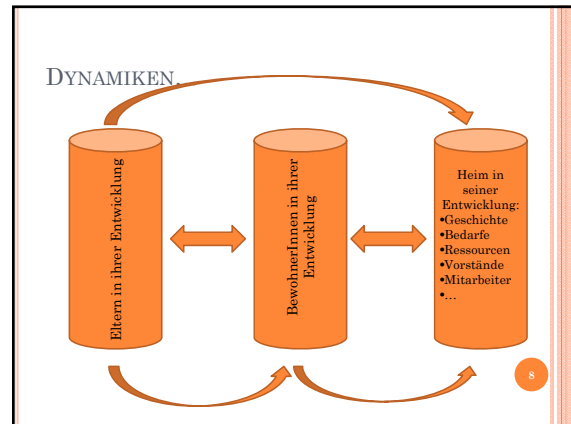 DYNAMIKEN.
Eltern in ihrer Entwicklung
BewohnerInnen in ihrer
Entwicklung
Heim in
seiner
Entwicklung:
•Geschichte
•Bedarfe
•Ressourcen
•Vorstände
•Mitarbeiter
•…
8